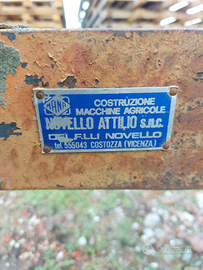 COSTRUZIONE
MACCHINE AGRICOLE
NOVELLO ATTILIO S.N.C.
DEI F.LLI NOVELLO
tel. 555043 COSTOZZA (VICENZA)